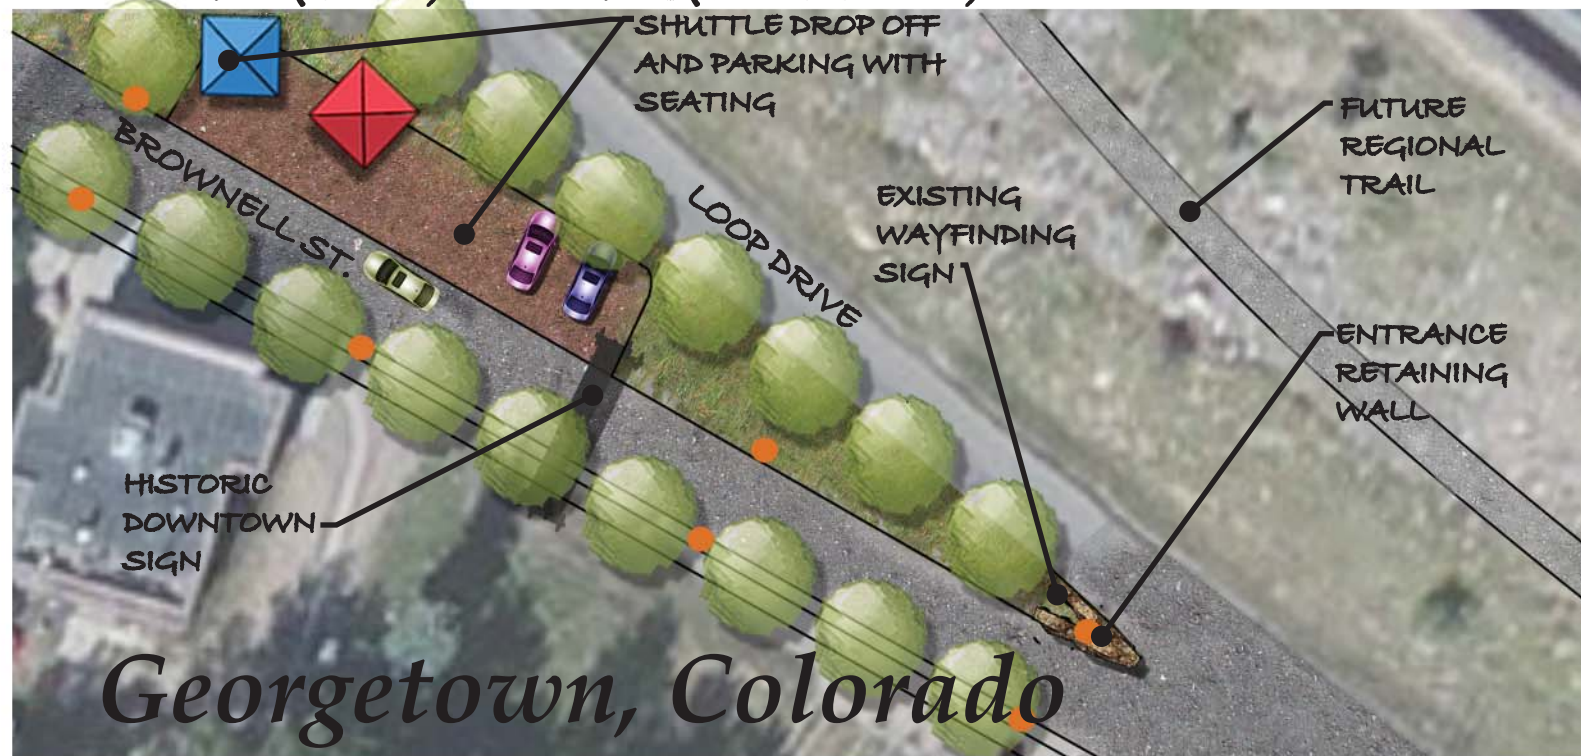 SHUTTLE DROP OFF
AND PARKING WITH
SEATING
FUTURE
REGIONAL
TRAIL
BROWNELL ST.
LOOP DRIVE
EXISTING
WAYFINDING
SIGN
ENTRANCE
RETAINING
WALL
HISTORIC
DOWNTOWN
SIGN
Georgetown, Colorado